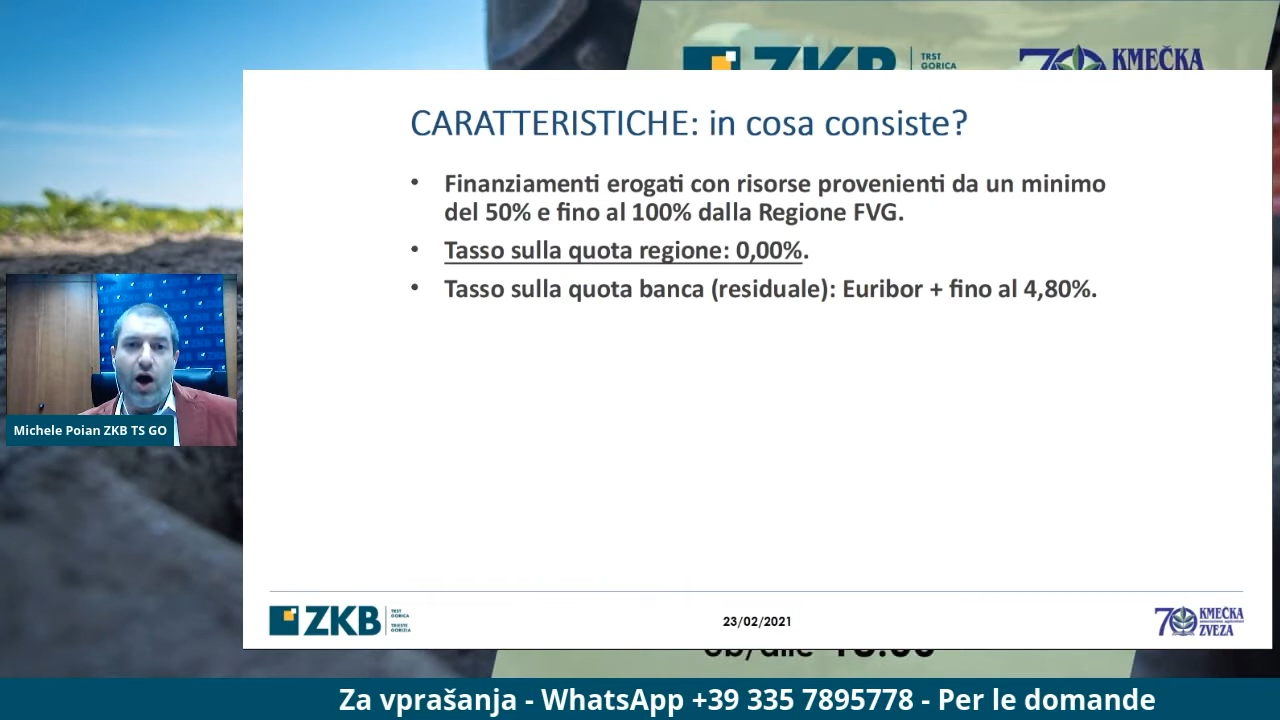 ZKB
TRST
GORICA
70 KMEČKA
CARATTERISTICHE: in cosa consiste?
• Finanziamenti erogati con risorse provenienti da un minimo
del 50% e fino al 100% dalla Regione FVG.
• Tasso sulla quota regione: 0,00%.
• Tasso sulla quota banca (residuale): Euribor + fino al 4,80%.
Michele Poian ZKB TS GO
ZKB
TRST
GORICA
TRIESTE
GORIZIA
23/02/2021
70 KMEČKA
ZVEZA
ob/alle
Za vprašanja - WhatsApp +39 335 7895778 - Per le domande